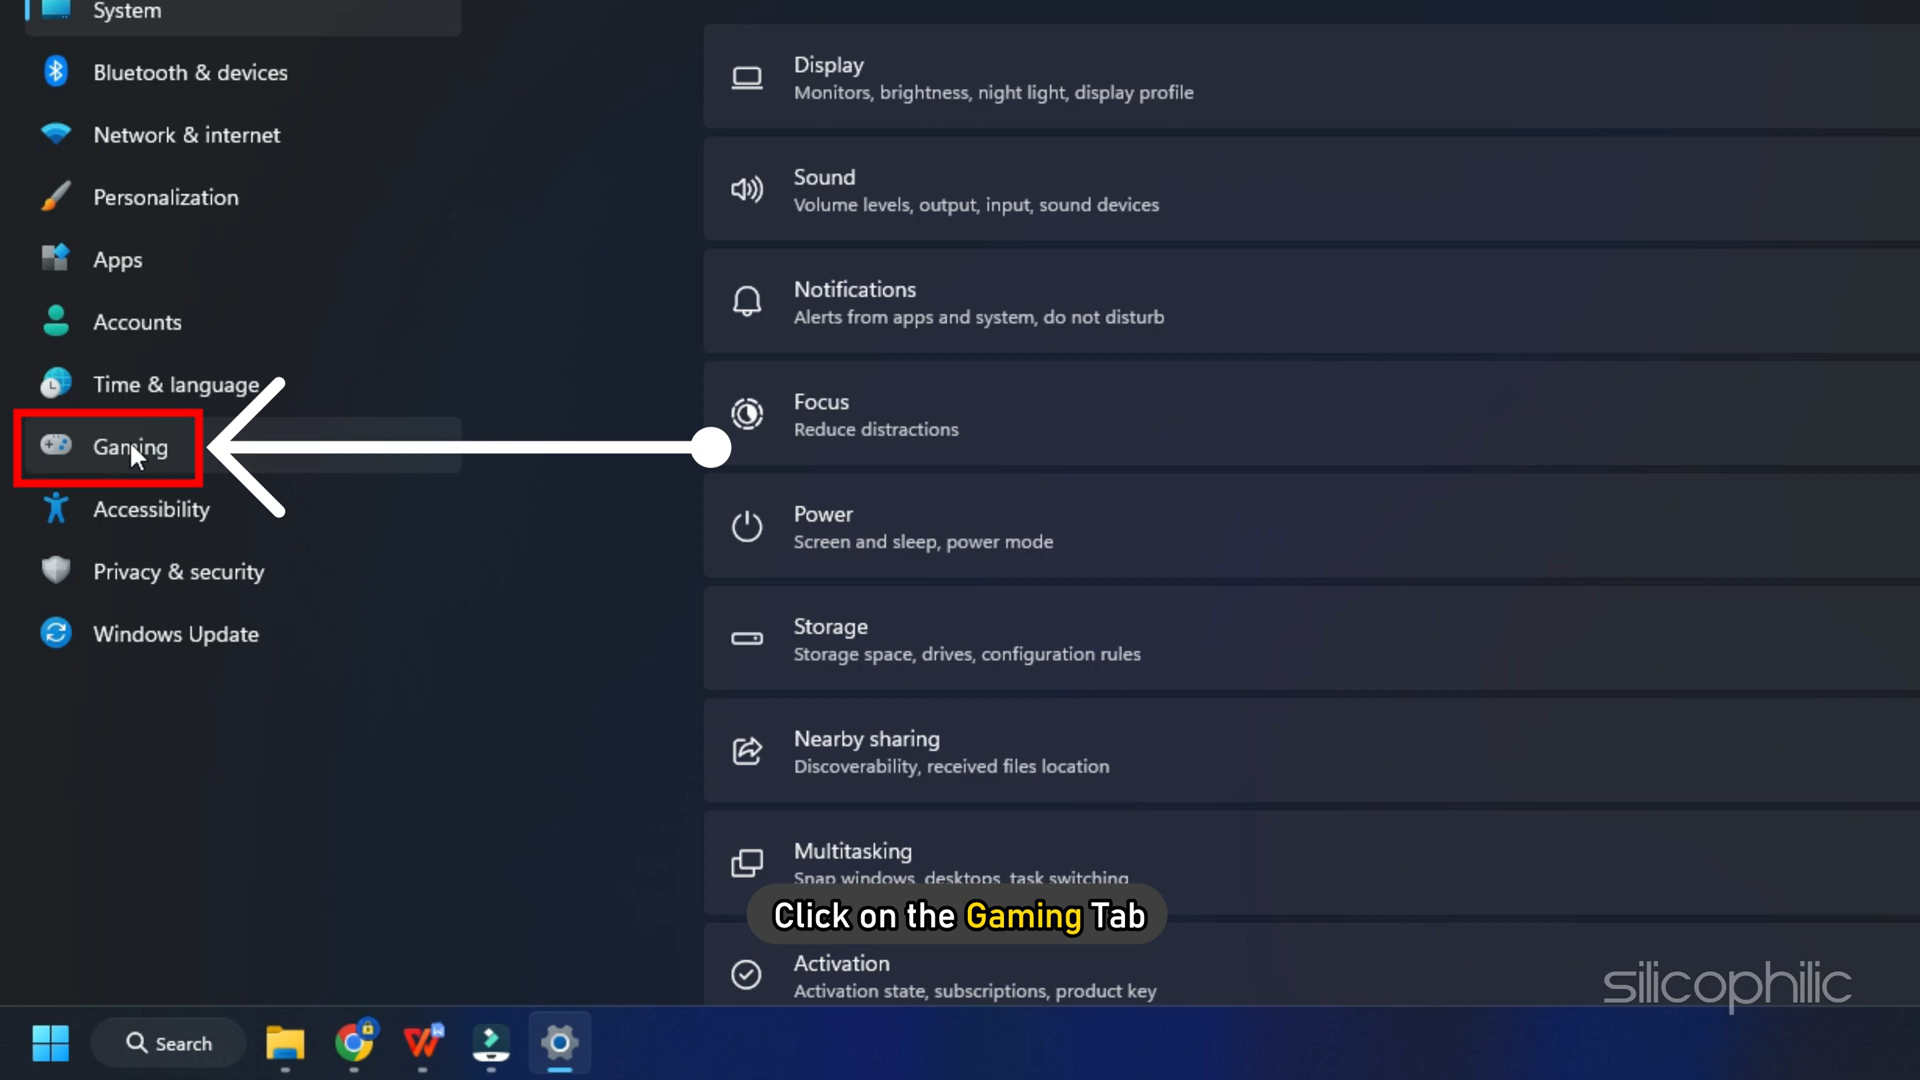 System
Bluetooth & devices
Network & internet
Personalization
Apps
Accounts
Time & language
Gaming
Accessibility
Privacy & security
Windows Update
Display
Monitors, brightness, night light, display profile
Sound
Volume levels, output, input, sound devices
Notifications
Alerts from apps and system, do not disturb
Focus
Reduce distractions
Power
Screen and sleep, power mode
Storage
Storage space, drives, configuration rules
Nearby sharing
Discoverability, received files location
Multitasking
Snap windows, desktops, task switching
Click on the Gaming Tab
Activation
Activation state, subscriptions, product key
silicophilic
Search